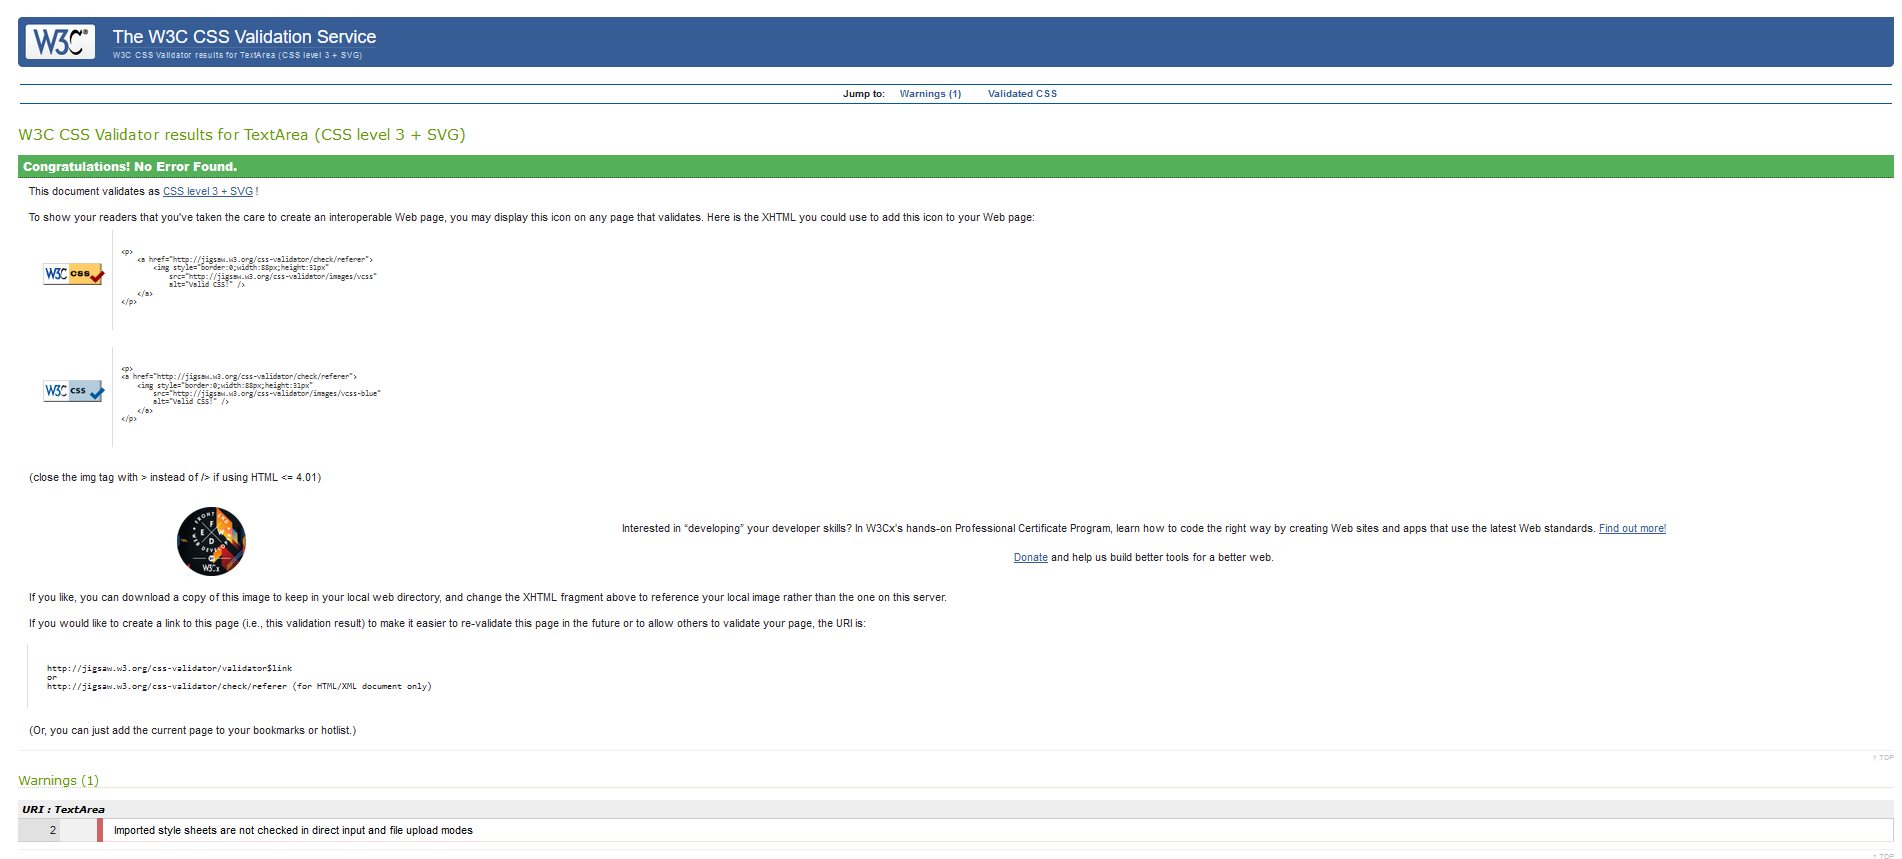 W3C®
The W3C CSS Validation Service
W3C CSS Validator results for TextArea (CSS level 3 + SVG)
Jump to: Warnings (1) Validated CSS
W3C CSS Validator results for TextArea (CSS level 3 + SVG)
Congratulations! No Error Found.
This document validates as CSS level 3 + SVG !
To show your readers that you've taken the care to create an interoperable Web page, you may display this icon on any page that validates. Here is the XHTML you could use to add this icon to your Web page:
W3C css
<p>
<a href="http://jigsaw.w3.org/css-validator/check/referer">
<img style="border:0;width:88px;height:31px"
src="http://jigsaw.w3.org/css-validator/images/vcss"
alt="Valid CSS!" />
</a>
</p>
W3C css
<p>
<a href="http://jigsaw.w3.org/css-validator/check/referer">
<img style="border:0;width:88px;height:31px"
src="http://jigsaw.w3.org/css-validator/images/vcss-blue"
alt="Valid CSS!" />
</a>
</p>
(close the img tag with > instead of /> if using HTML <= 4.01)
FRONT END
F E W D
WEB DEVELOPER
W3Cx
Interested in “developing” your developer skills? In W3Cx's hands-on Professional Certificate Program, learn how to code the right way by creating Web sites and apps that use the latest Web standards. Find out more!
Donate and help us build better tools for a better web.
If you like, you can download a copy of this image to keep in your local web directory, and change the XHTML fragment above to reference your local image rather than the one on this server.
If you would like to create a link to this page (i.e., this validation result) to make it easier to re-validate this page in the future or to allow others to validate your page, the URI is:
http://jigsaw.w3.org/css-validator/validator$link
or
http://jigsaw.w3.org/css-validator/check/referer (for HTML/XML document only)
(Or, you can just add the current page to your bookmarks or hotlist.)
↑ TOP
Warnings (1)
URI : TextArea
2 Imported style sheets are not checked in direct input and file upload modes
↑ TOP